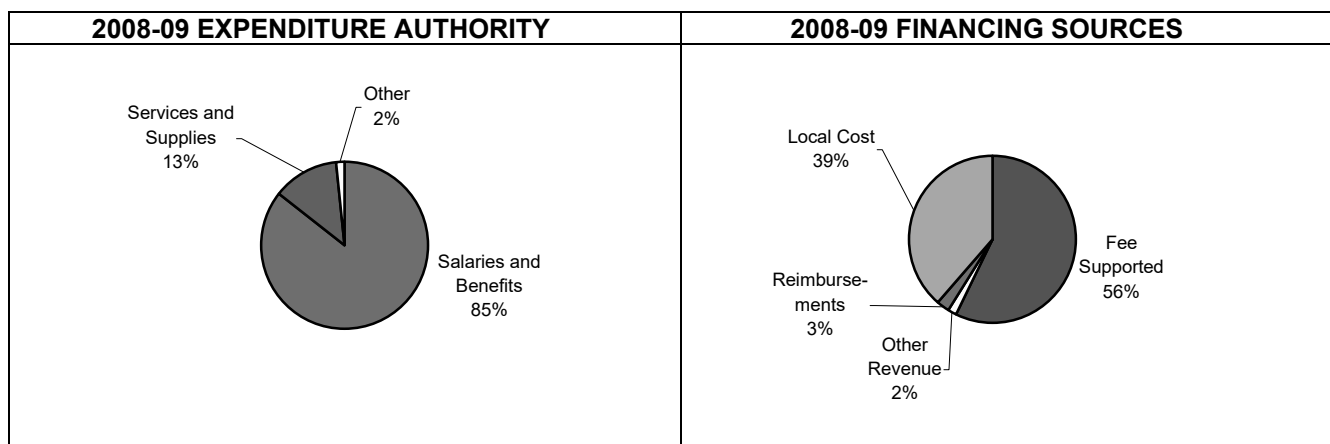 2008-09 EXPENDITURE AUTHORITY
Other
2%
Services and
Supplies
13%
Salaries and
Benefits
85%
2008-09 FINANCING SOURCES
Local Cost
39%
Fee
Supported
56%
Reimburse-
ments
3%
Other
Revenue
2%